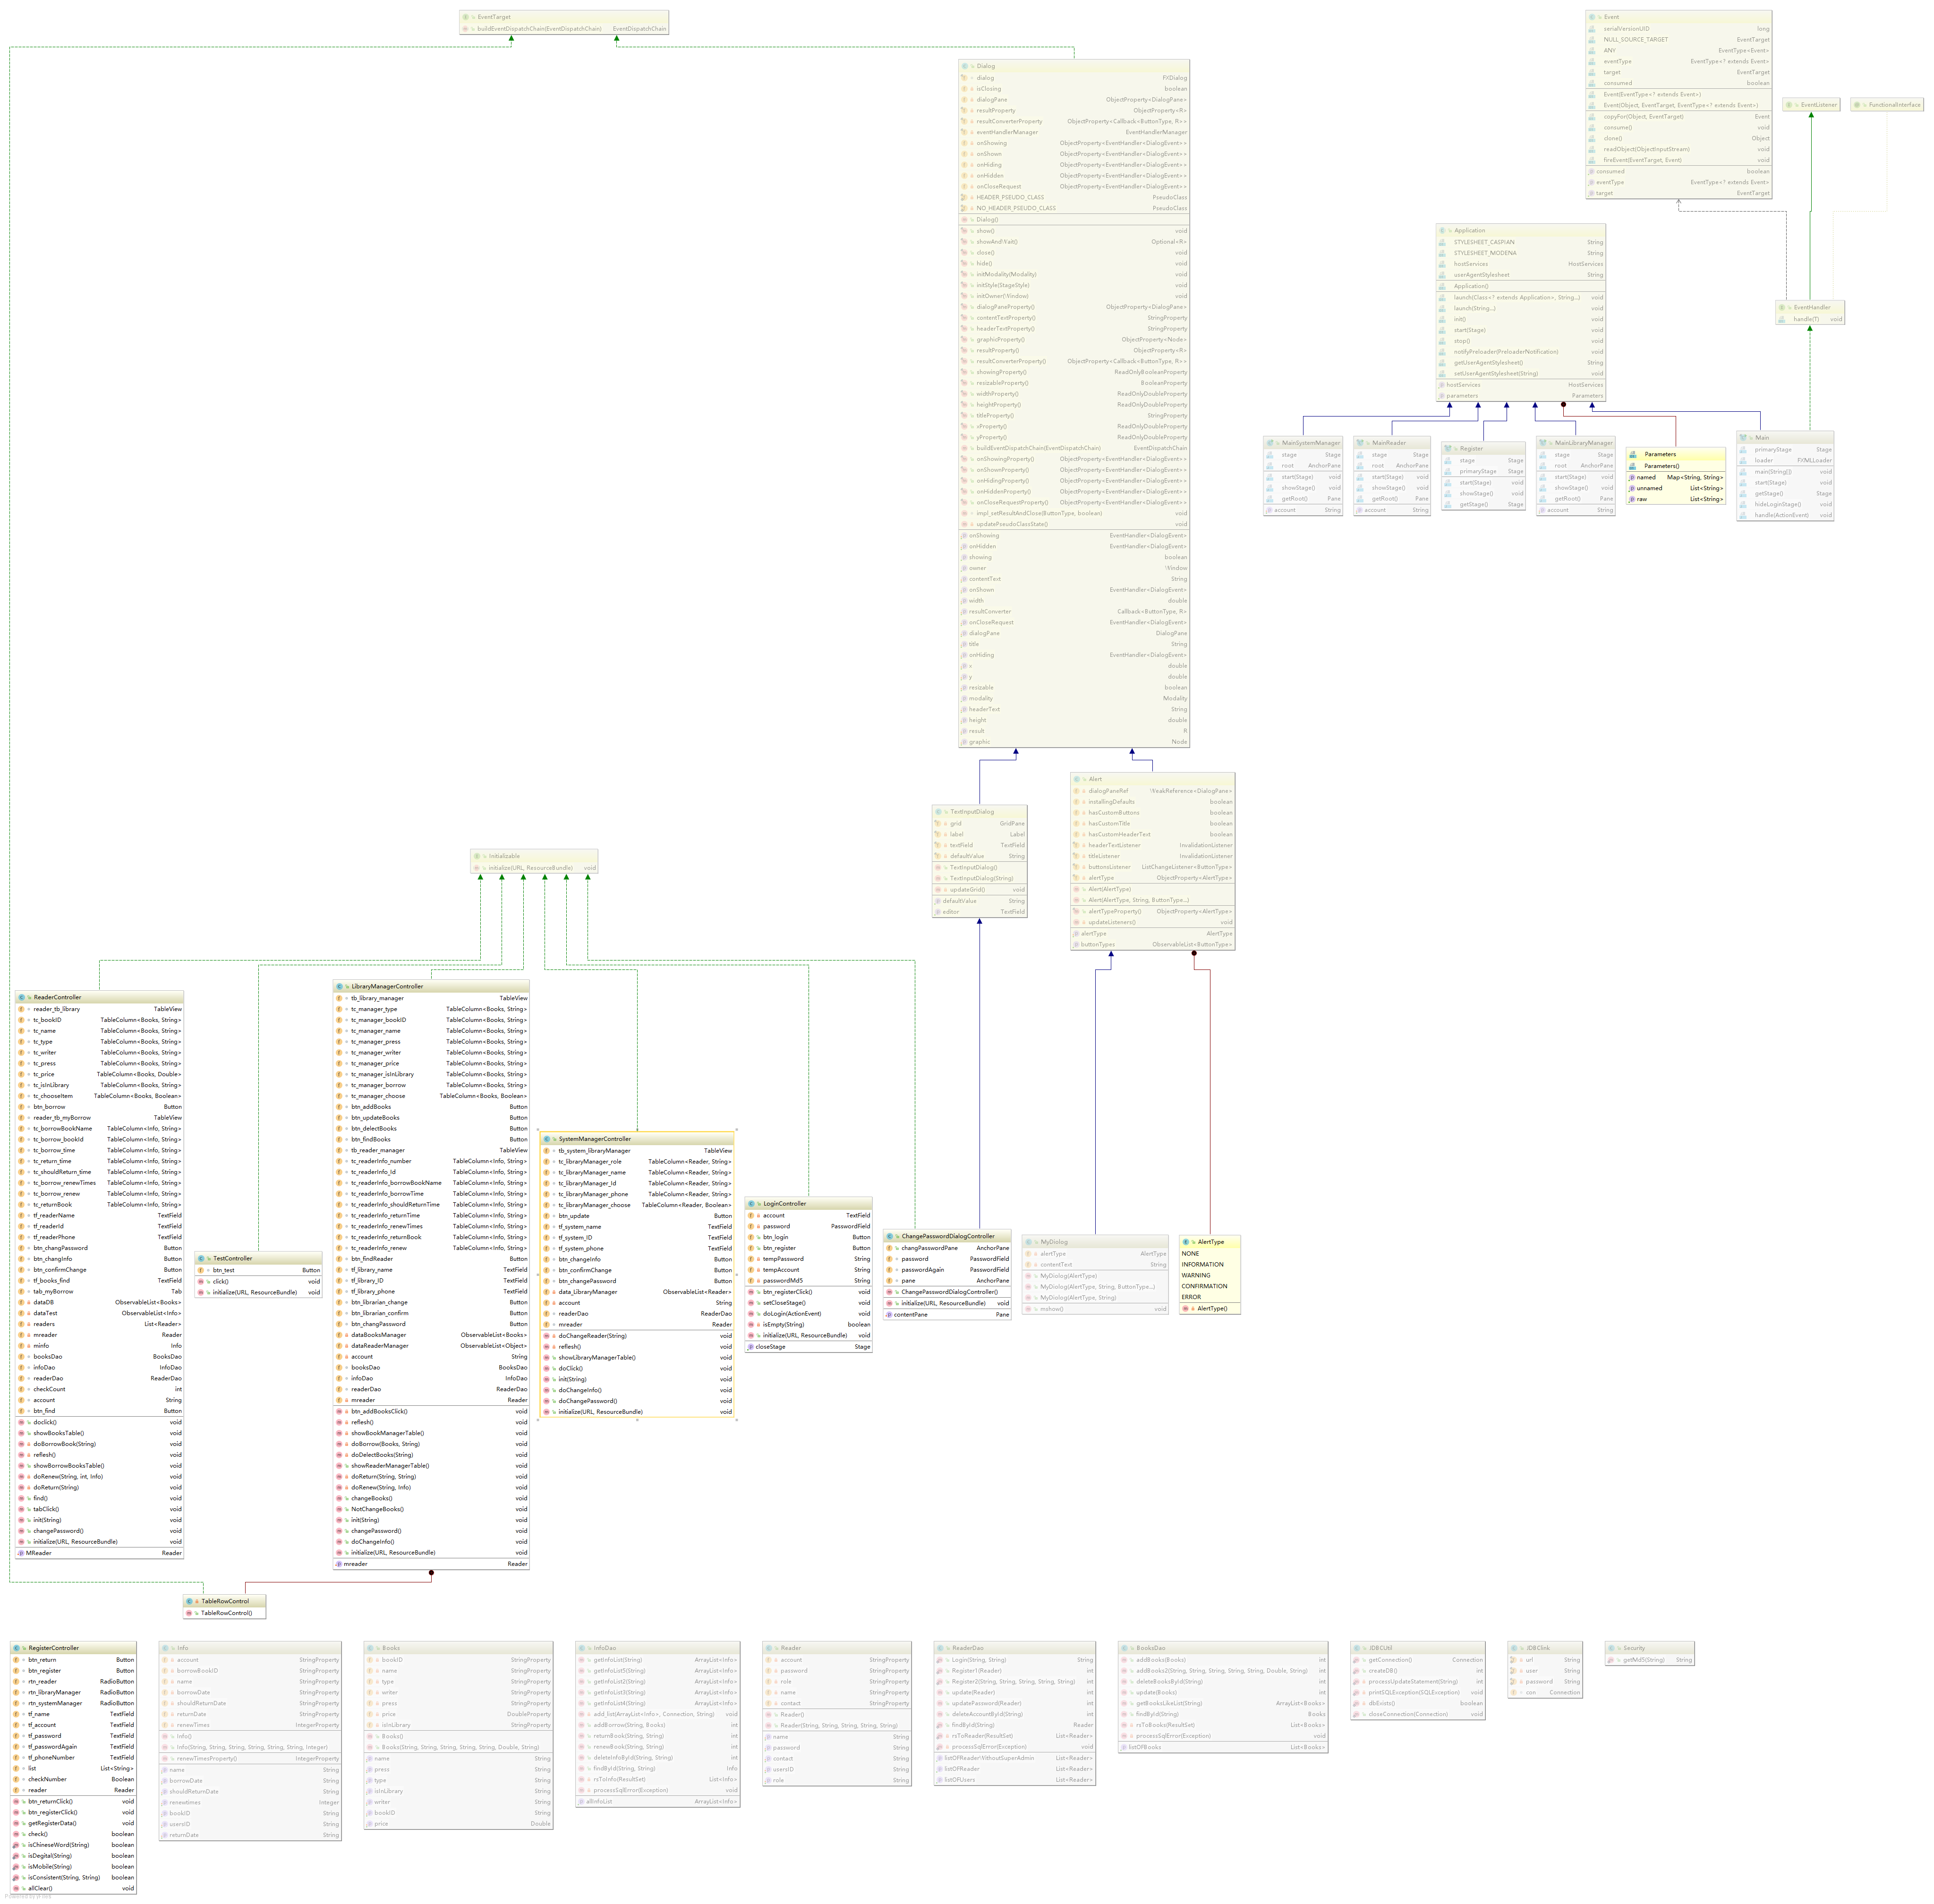 EventTarget
buildEventDispatchChain(EventDispatchChain) EventDispatchChain
Event
serialVersionUID long
NULL_SOURCE_TARGET EventTarget
ANY EventType<Event>
eventType EventType<? extends Event>
target EventTarget
consumed boolean
Event(EventType<? extends Event>)
Event(Object, EventTarget, EventType<? extends Event>)
copyFor(Object, EventTarget) Event
consume() void
clone() Object
readObject(ObjectInputStream) void
fireEvent(EventTarget, Event) void
consumed boolean
eventType EventType<? extends Event>
target EventTarget
EventListener
FunctionalInterface
Dialog
dialog FXDialog
isClosing boolean
dialogPane ObjectProperty<DialogPane>
resultProperty ObjectProperty<R>
resultConverterProperty ObjectProperty<Callback<ButtonType, R>>
eventHandlerManager EventHandlerManager
onShowing ObjectProperty<EventHandler<DialogEvent>>
onShown ObjectProperty<EventHandler<DialogEvent>>
onHiding ObjectProperty<EventHandler<DialogEvent>>
onHidden ObjectProperty<EventHandler<DialogEvent>>
onCloseRequest ObjectProperty<EventHandler<DialogEvent>>
HEADER_PSEUDO_CLASS PseudoClass
NO_HEADER_PSEUDO_CLASS PseudoClass
Dialog()
show() void
showAndWait() Optional<R>
close() void
hide() void
initModality(Modality) void
initStyle(StageStyle) void
initOwner(Window) void
dialogPaneProperty() ObjectProperty<DialogPane>
contentTextProperty() StringProperty
headerTextProperty() StringProperty
graphicProperty() ObjectProperty<Node>
resultProperty() ObjectProperty<R>
resultConverterProperty() ObjectProperty<Callback<ButtonType, R>>
showingProperty() ReadOnlyBooleanProperty
resizableProperty() BooleanProperty
widthProperty() ReadOnlyDoubleProperty
heightProperty() ReadOnlyDoubleProperty
titleProperty() StringProperty
xProperty() ReadOnlyDoubleProperty
yProperty() ReadOnlyDoubleProperty
buildEventDispatchChain(EventDispatchChain) EventDispatchChain
onShowingProperty() ObjectProperty<EventHandler<DialogEvent>>
onShownProperty() ObjectProperty<EventHandler<DialogEvent>>
onHidingProperty() ObjectProperty<EventHandler<DialogEvent>>
onHiddenProperty() ObjectProperty<EventHandler<DialogEvent>>
onCloseRequestProperty() ObjectProperty<EventHandler<DialogEvent>>
impl_setResultAndClose(ButtonType, boolean) void
updatePseudoClassState() void
onShowing EventHandler<DialogEvent>
onHidden EventHandler<DialogEvent>
showing boolean
owner Window
contentText String
onShown EventHandler<DialogEvent>
width double
resultConverter Callback<ButtonType, R>
onCloseRequest EventHandler<DialogEvent>
dialogPane DialogPane
title String
onHiding EventHandler<DialogEvent>
x double
y double
resizable boolean
modality Modality
headerText String
height double
result R
graphic Node
Application
STYLESHEET_CASPIAN String
STYLESHEET_MODENA String
hostServices HostServices
userAgentStylesheet String
Application()
launch(Class<? extends Application>, String...) void
launch(String...) void
init() void
start(Stage) void
stop() void
notifyPreloader(PreloaderNotification) void
getUserAgentStylesheet() String
setUserAgentStylesheet(String) void
hostServices HostServices
parameters Parameters
EventHandler
handle(T) void
MainSystemManager
stage Stage
root AnchorPane
start(Stage) void
showStage() void
getRoot() Pane
account String
MainReader
stage Stage
root AnchorPane
start(Stage) void
showStage() void
getRoot() Pane
account String
Register
stage Stage
primaryStage Stage
start(Stage) void
showStage() void
getStage() Stage
MainLibraryManager
stage Stage
root AnchorPane
start(Stage) void
showStage() void
getRoot() Pane
account String
Parameters
Parameters()
named Map<String, String>
unnamed List<String>
raw List<String>
Main
primaryStage Stage
loader FXMLLoader
main(String[]) void
start(Stage) void
getStage() Stage
hideLoginStage() void
handle(ActionEvent) void
TextInputDialog
grid GridPane
label Label
textField TextField
defaultValue String
TextInputDialog()
TextInputDialog(String)
updateGrid() void
defaultValue String
editor TextField
Alert
dialogPaneRef WeakReference<DialogPane>
installingDefaults boolean
hasCustomButtons boolean
hasCustomTitle boolean
hasCustomHeaderText boolean
headerTextListener InvalidationListener
titleListener InvalidationListener
buttonsListener ListChangeListener<ButtonType>
alertType ObjectProperty<AlertType>
Alert(AlertType)
Alert(AlertType, String, ButtonType...)
alertTypeProperty() ObjectProperty<AlertType>
updateListeners() void
alertType AlertType
buttonTypes ObservableList<ButtonType>
Initializable
initialize(URL, ResourceBundle) void
ReaderController
reader_tb_library TableView
tc_bookID TableColumn<Books, String>
tc_name TableColumn<Books, String>
tc_type TableColumn<Books, String>
tc_writer TableColumn<Books, String>
tc_press TableColumn<Books, String>
tc_price TableColumn<Books, Double>
tc_isInLibrary TableColumn<Books, String>
tc_chooseItem TableColumn<Books, Boolean>
btn_borrow Button
reader_tb_myBorrow TableView
tc_borrowBookName TableColumn<Info, String>
tc_borrow_bookId TableColumn<Info, String>
tc_borrow_time TableColumn<Info, String>
tc_return_time TableColumn<Info, String>
tc_shouldReturn_time TableColumn<Info, String>
tc_borrow_renewTimes TableColumn<Info, String>
tc_borrow_renew TableColumn<Info, String>
tc_returnBook TableColumn<Info, String>
tf_readerName TextField
tf_readerId TextField
tf_readerPhone TextField
btn_changPassword Button
btn_changInfo Button
btn_confirmChange Button
tf_books_find TextField
tab_myBorrow Tab
dataDB ObservableList<Books>
dataTest ObservableList<Info>
readers List<Reader>
mreader Reader
minfo Info
booksDao BooksDao
infoDao InfoDao
readerDao ReaderDao
checkCount int
account String
btn_find Button
doclick() void
showBooksTable() void
doBorrowBook(String) void
reflesh() void
showBorrowBooksTable() void
doRenew(String, int, Info) void
doReturn(String) void
find() void
tabClick() void
init(String) void
changePassword() void
initialize(URL, ResourceBundle) void
MReader Reader
TestController
btn_test Button
click() void
initialize(URL, ResourceBundle) void
LibraryManagerController
tb_library_manager TableView
tc_manager_type TableColumn<Books, String>
tc_manager_bookID TableColumn<Books, String>
tc_manager_name TableColumn<Books, String>
tc_manager_press TableColumn<Books, String>
tc_manager_writer TableColumn<Books, String>
tc_manager_price TableColumn<Books, String>
tc_manager_isInLibrary TableColumn<Books, String>
tc_manager_borrow TableColumn<Books, String>
tc_manager_choose TableColumn<Books, Boolean>
btn_addBooks Button
btn_updateBooks Button
btn_delectBooks Button
btn_findBooks Button
tb_reader_manager TableView
tc_readerInfo_number TableColumn<Info, String>
tc_readerInfo_Id TableColumn<Info, String>
tc_readerInfo_borrowBookName TableColumn<Info, String>
tc_readerInfo_borrowTime TableColumn<Info, String>
tc_readerInfo_shouldReturnTime TableColumn<Info, String>
tc_readerInfo_returnTime TableColumn<Info, String>
tc_readerInfo_renewTimes TableColumn<Info, String>
tc_readerInfo_returnBook TableColumn<Info, String>
tc_readerInfo_renew TableColumn<Info, String>
btn_findReader Button
tf_library_name TextField
tf_library_ID TextField
tf_library_phone TextField
btn_librarian_change Button
btn_librarian_confirm Button
btn_changPassword Button
dataBooksManager ObservableList<Books>
dataReaderManager ObservableList<Object>
account String
booksDao BooksDao
infoDao InfoDao
readerDao ReaderDao
mreader Reader
btn_addBooksClick() void
reflesh() void
showBookManagerTable() void
doBorrow(Books, String) void
doDelectBooks(String) void
showReaderManagerTable() void
doReturn(String, String) void
doRenew(String, Info) void
changeBooks() void
NotChangeBooks() void
init(String) void
changePassword() void
doChangeInfo() void
initialize(URL, ResourceBundle) void
mreader Reader
SystemManagerController
tb_system_libraryManager TableView
tc_libraryManager_role TableColumn<Reader, String>
tc_libraryManager_name TableColumn<Reader, String>
tc_libraryManager_Id TableColumn<Reader, String>
tc_libraryManager_phone TableColumn<Reader, String>
tc_libraryManager_choose TableColumn<Reader, Boolean>
btn_update Button
tf_system_name TextField
tf_system_ID TextField
tf_system_phone TextField
btn_changeInfo Button
btn_confirmChange Button
btn_changePassword Button
data_LibraryManager ObservableList<Reader>
account String
readerDao ReaderDao
mreader Reader
doChangeReader(String) void
reflesh() void
showLibraryManagerTable() void
doClick() void
init(String) void
doChangeInfo() void
doChangePassword() void
initialize(URL, ResourceBundle) void
LoginController
account TextField
password PasswordField
btn_login Button
btn_register Button
tempPassword String
tempAccount String
passwordMd5 String
btn_registerClick() void
setCloseStage() void
doLogin(ActionEvent) void
isEmpty(String) boolean
initialize(URL, ResourceBundle) void
closeStage Stage
ChangePasswordDialogController
changPasswordPane AnchorPane
password PasswordField
passwordAgain PasswordField
pane AnchorPane
ChangePasswordDialogController()
initialize(URL, ResourceBundle) void
contentPane Pane
MyDiolog
alertType AlertType
contentText String
MyDiolog(AlertType)
MyDiolog(AlertType, String, ButtonType...)
MyDiolog(AlertType, String)
mshow() void
AlertType
NONE
INFORMATION
WARNING
CONFIRMATION
ERROR
AlertType()
TableRowControl
TableRowControl()
RegisterController
btn_return Button
btn_register Button
rtn_reader RadioButton
rtn_libraryManager RadioButton
rtn_systemManager RadioButton
tf_name TextField
tf_account TextField
tf_password TextField
tf_passwordAgain TextField
tf_phoneNumber TextField
list List<String>
checkNumber Boolean
reader Reader
btn_returnClick() void
btn_registerClick() void
getRegisterData() void
check() boolean
isChineseWord(String) boolean
isDegital(String) boolean
isMobile(String) boolean
isConsistent(String, String) boolean
allClear() void
Info
account StringProperty
borrowBookID StringProperty
name StringProperty
borrowDate StringProperty
shouldReturnDate StringProperty
returnDate StringProperty
renewTimes IntegerProperty
Info()
Info(String, String, String, String, String, String, Integer)
renewTimesProperty() IntegerProperty
name String
borrowDate String
shouldReturnDate String
renewtimes Integer
bookID String
usersID String
returnDate String
Books
bookID StringProperty
name StringProperty
type StringProperty
writer StringProperty
press StringProperty
price DoubleProperty
isInLibrary StringProperty
Books()
Books(String, String, String, String, String, Double, String)
name String
press String
type String
isInLibrary String
writer String
bookID String
price Double
InfoDao
getInfoList(String) ArrayList<Info>
getInfoList5(String) ArrayList<Info>
getInfoList2(String) ArrayList<Info>
getInfoList3(String) ArrayList<Info>
getInfoList4(String) ArrayList<Info>
add_list(ArrayList<Info>, Connection, String) void
addBorrow(String, Books) int
returnBook(String, String) int
renewBook(String, String) int
deleteInfoById(String, String) int
findById(String, String) Info
rsToInfo(ResultSet) List<Info>
processSqlError(Exception) void
allInfoList ArrayList<Info>
Reader
account StringProperty
password StringProperty
role StringProperty
name StringProperty
contact StringProperty
Reader()
Reader(String, String, String, String, String)
name String
password String
contact String
usersID String
role String
ReaderDao
Login(String, String) String
Register1(Reader) int
Register2(String, String, String, String, String) int
update(Reader) int
updatePassword(Reader) int
deleteAccountById(String) int
findById(String) Reader
rsToReader(ResultSet) List<Reader>
processSqlError(Exception) void
listOFReaderWithoutSuperAdmin List<Reader>
listOfReader List<Reader>
listOfUsers List<Reader>
BooksDao
addBooks(Books) int
addBooks2(String, String, String, String, String, Double, String) int
deleteBooksById(String) int
update(Books) int
getBooksLikeList(String) ArrayList<Books>
findById(String) Books
rsToBooks(ResultSet) List<Books>
processSqlError(Exception) void
listOfBooks List<Books>
JDBCUtil
getConnection() Connection
createDB() int
processUpdateStatement(String) int
printSQLException(SQLException) void
dbExists() boolean
closeConnection(Connection) void
JDBClink
url String
user String
password String
con Connection
Security
getMd5(String) String
Powered by yFiles